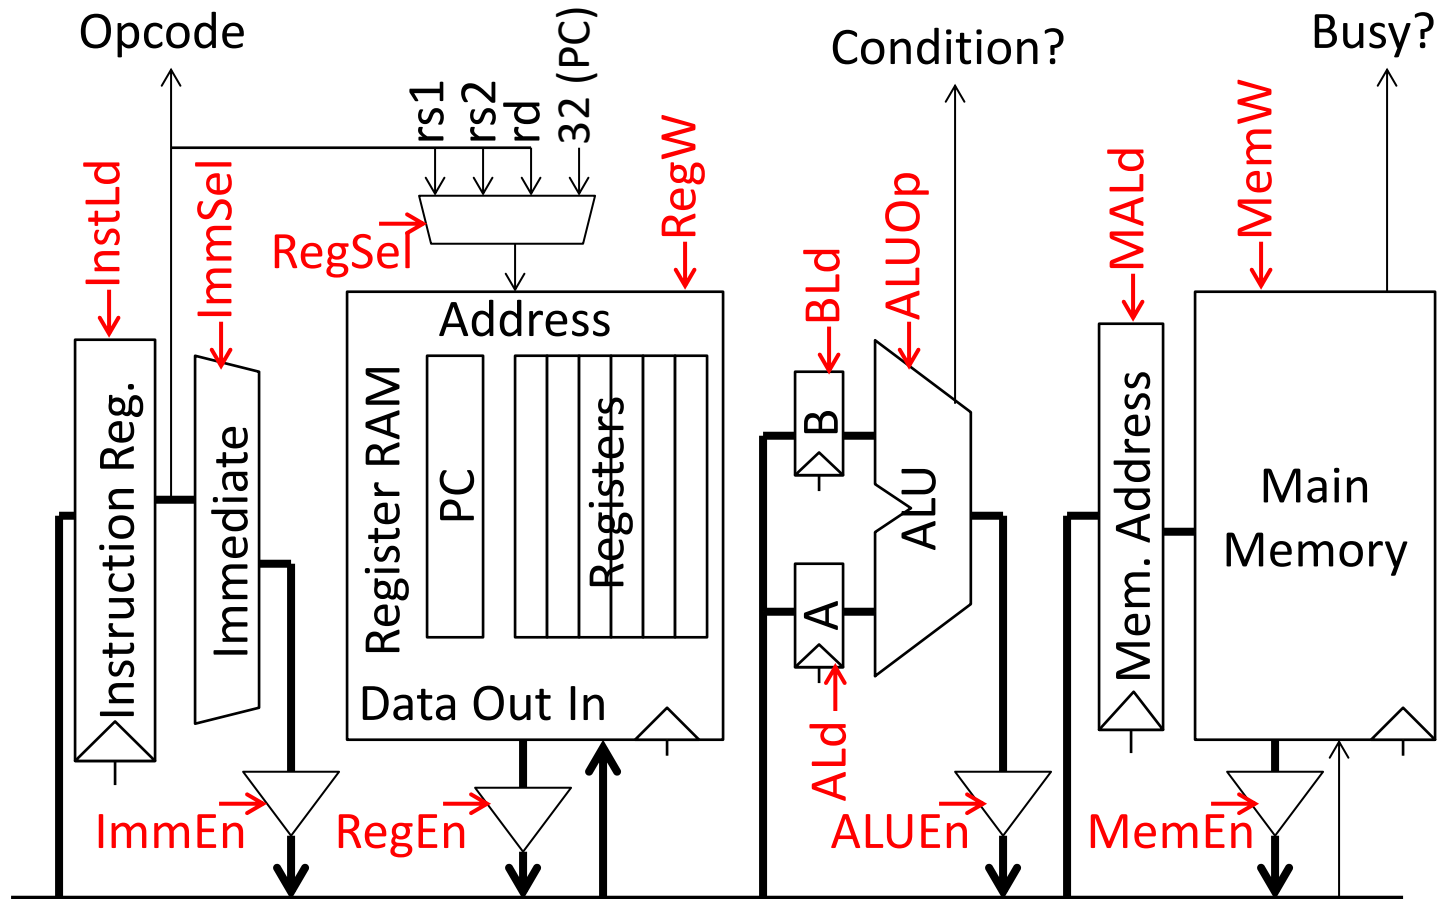 Opcode
Condition?
Busy?
rs1
rs2
rd
32 (PC)
InstLd
ImmSel
RegSel
RegW
BLd
ALUOp
MALd
MemW
Instruction Reg.
Immediate
Address
Register RAM
PC
Registers
Data Out In
B
A
ALU
ALd
Mem. Address
Main
Memory
ImmEn
RegEn
ALUEn
MemEn